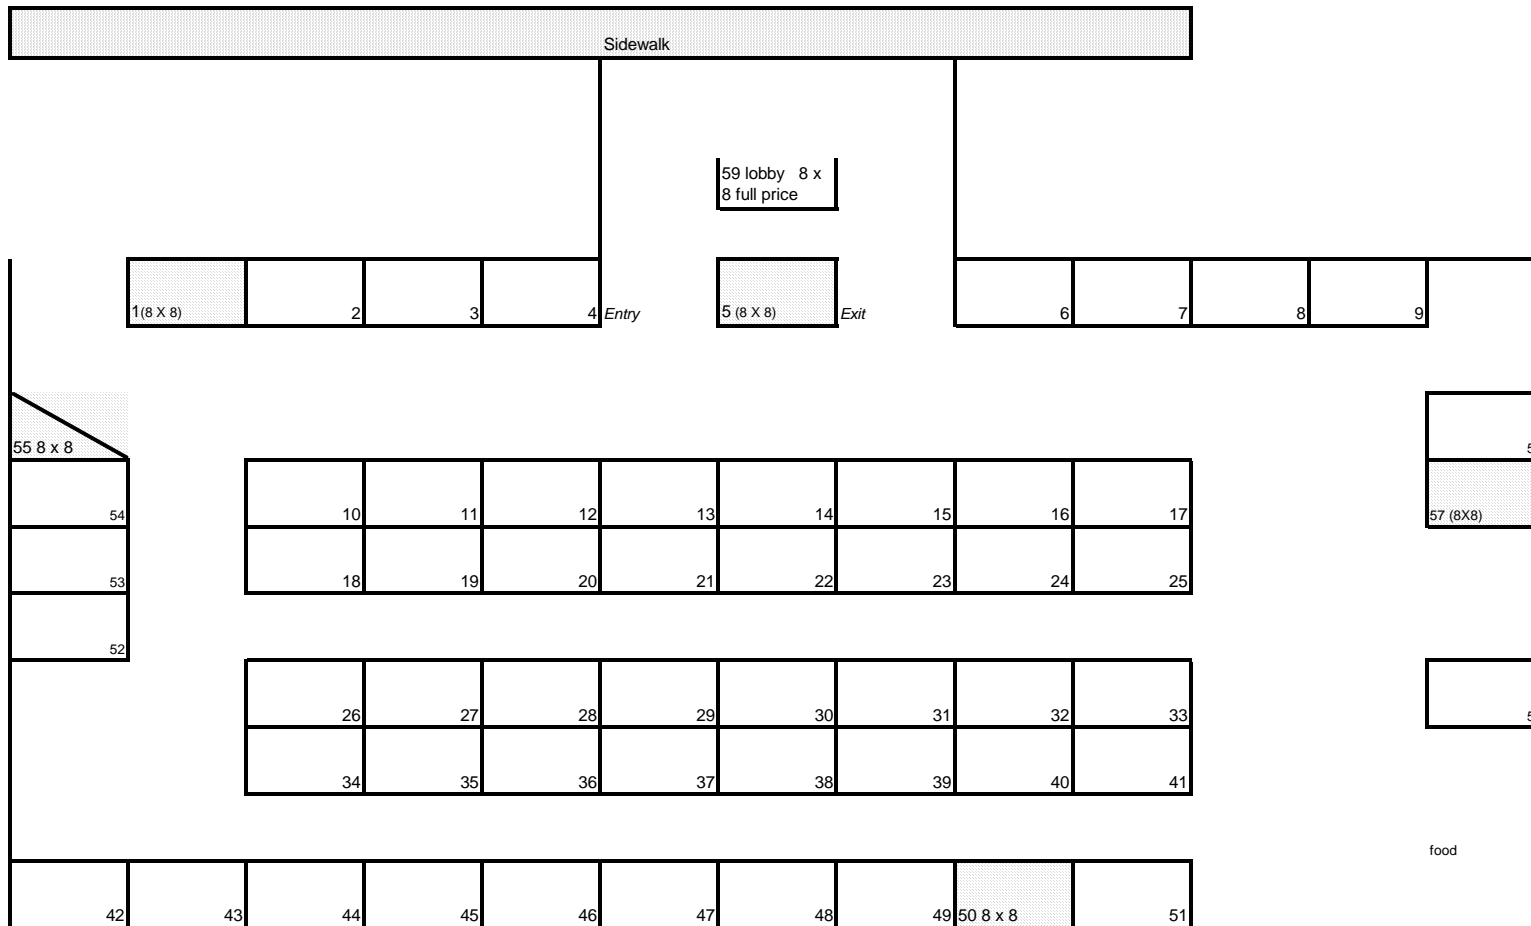 Sidewalk
59 lobby 8 x
8 full price
1(8 X 8) 2 3 4 Entry 5 (8 X 8) Exit 6 7 8 9
55 8 x 8
54 10 11 12 13 14 15 16 17 57 (8X8)
53 18 19 20 21 22 23 24 25
52
26 27 28 29 30 31 32 33
34 35 36 37 38 39 40 41
food
42 43 44 45 46 47 48 49 50 8 x 8 51